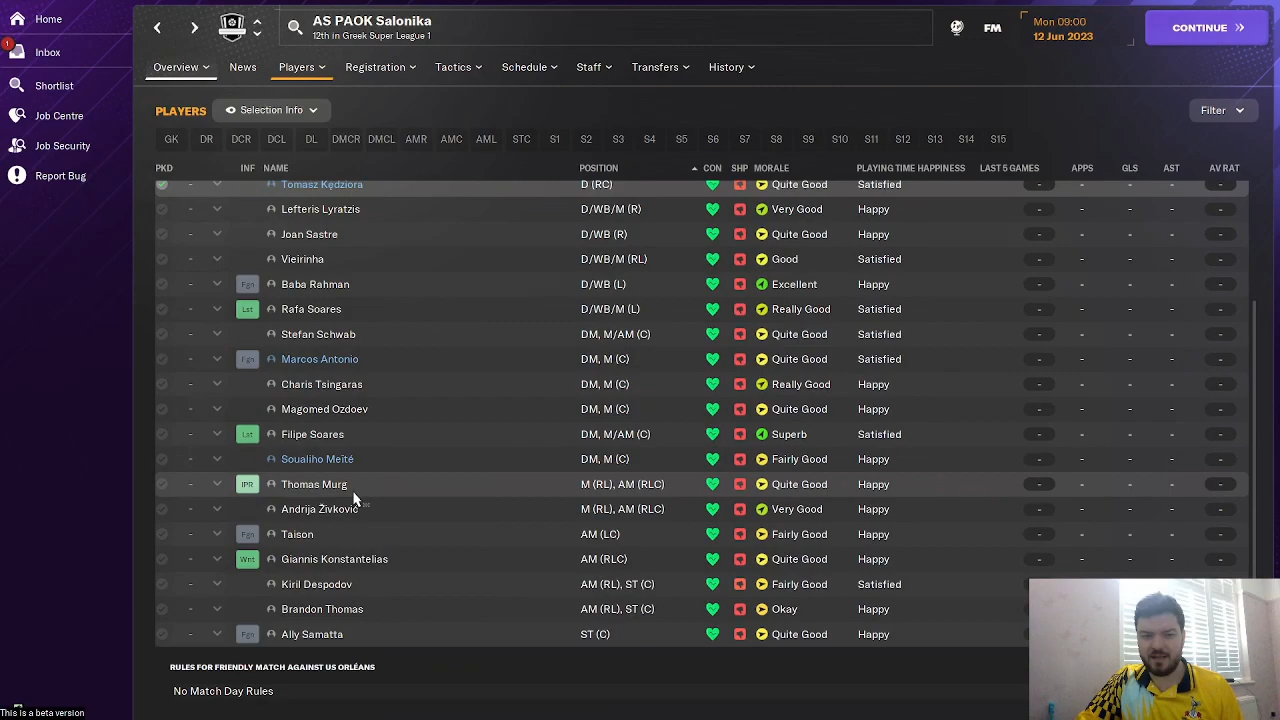 Home
AS PAOK Salonika
12th in Greek Super League 1
FM
Mon 09:00
12 Jun 2023
CONTINUE
1
Inbox
Shortlist
Job Centre
Job Security
Report Bug
Overview News Players Registration Tactics Schedule Staff Transfers History
PLAYERS Selection Info Filter
GK DR DCR DCL DL DMCR DMCL AMR AMC AML STC S1 S2 S3 S4 S5 S6 S7 S8 S9 S10 S11 S12 S13 S14 S15
PKD INF NAME POSITION CON SHP MORALE PLAYING TIME HAPPINESS LAST 5 GAMES APPS GLS AST AV RAT
- Tomasz Kędziora D (RC) Quite Good Satisfied - - - - -
- Lefteris Lyratzis D/WB/M (R) Very Good Happy - - - - -
- Joan Sastre D/WB (R) Quite Good Happy - - - - -
- Vieirinha D/WB/M (RL) Good Satisfied - - - - -
- Fgn Baba Rahman D/WB (L) Excellent Happy - - - - -
- Lst Rafa Soares D/WB/M (L) Really Good Satisfied - - - - -
- Stefan Schwab DM, M/AM (C) Quite Good Satisfied - - - - -
- Fgn Marcos Antonio DM, M (C) Quite Good Satisfied - - - - -
- Charis Tsingaras DM, M (C) Really Good Happy - - - - -
- Magomed Ozdoev DM, M (C) Quite Good Happy - - - - -
- Lst Filipe Soares DM, M/AM (C) Superb Satisfied - - - - -
- Soualiho Meïté DM, M (C) Fairly Good Happy - - - - -
- IPR Thomas Murg M (RL), AM (RLC) Quite Good Happy - - - - -
- Andrija Živković M (RL), AM (RLC) Very Good Happy - - - - -
- Fgn Taison AM (LC) Fairly Good Happy - - - - -
- Wnt Giannis Konstantelias AM (RLC) Quite Good Happy - - - - -
- Kiril Despodov AM (RL), ST (C) Fairly Good Satisfied - - - - -
- Brandon Thomas AM (RL), ST (C) Okay Happy
- Fgn Ally Samatta ST (C) Quite Good Happy
RULES FOR FRIENDLY MATCH AGAINST US ORLÉANS
No Match Day Rules
This is a beta version